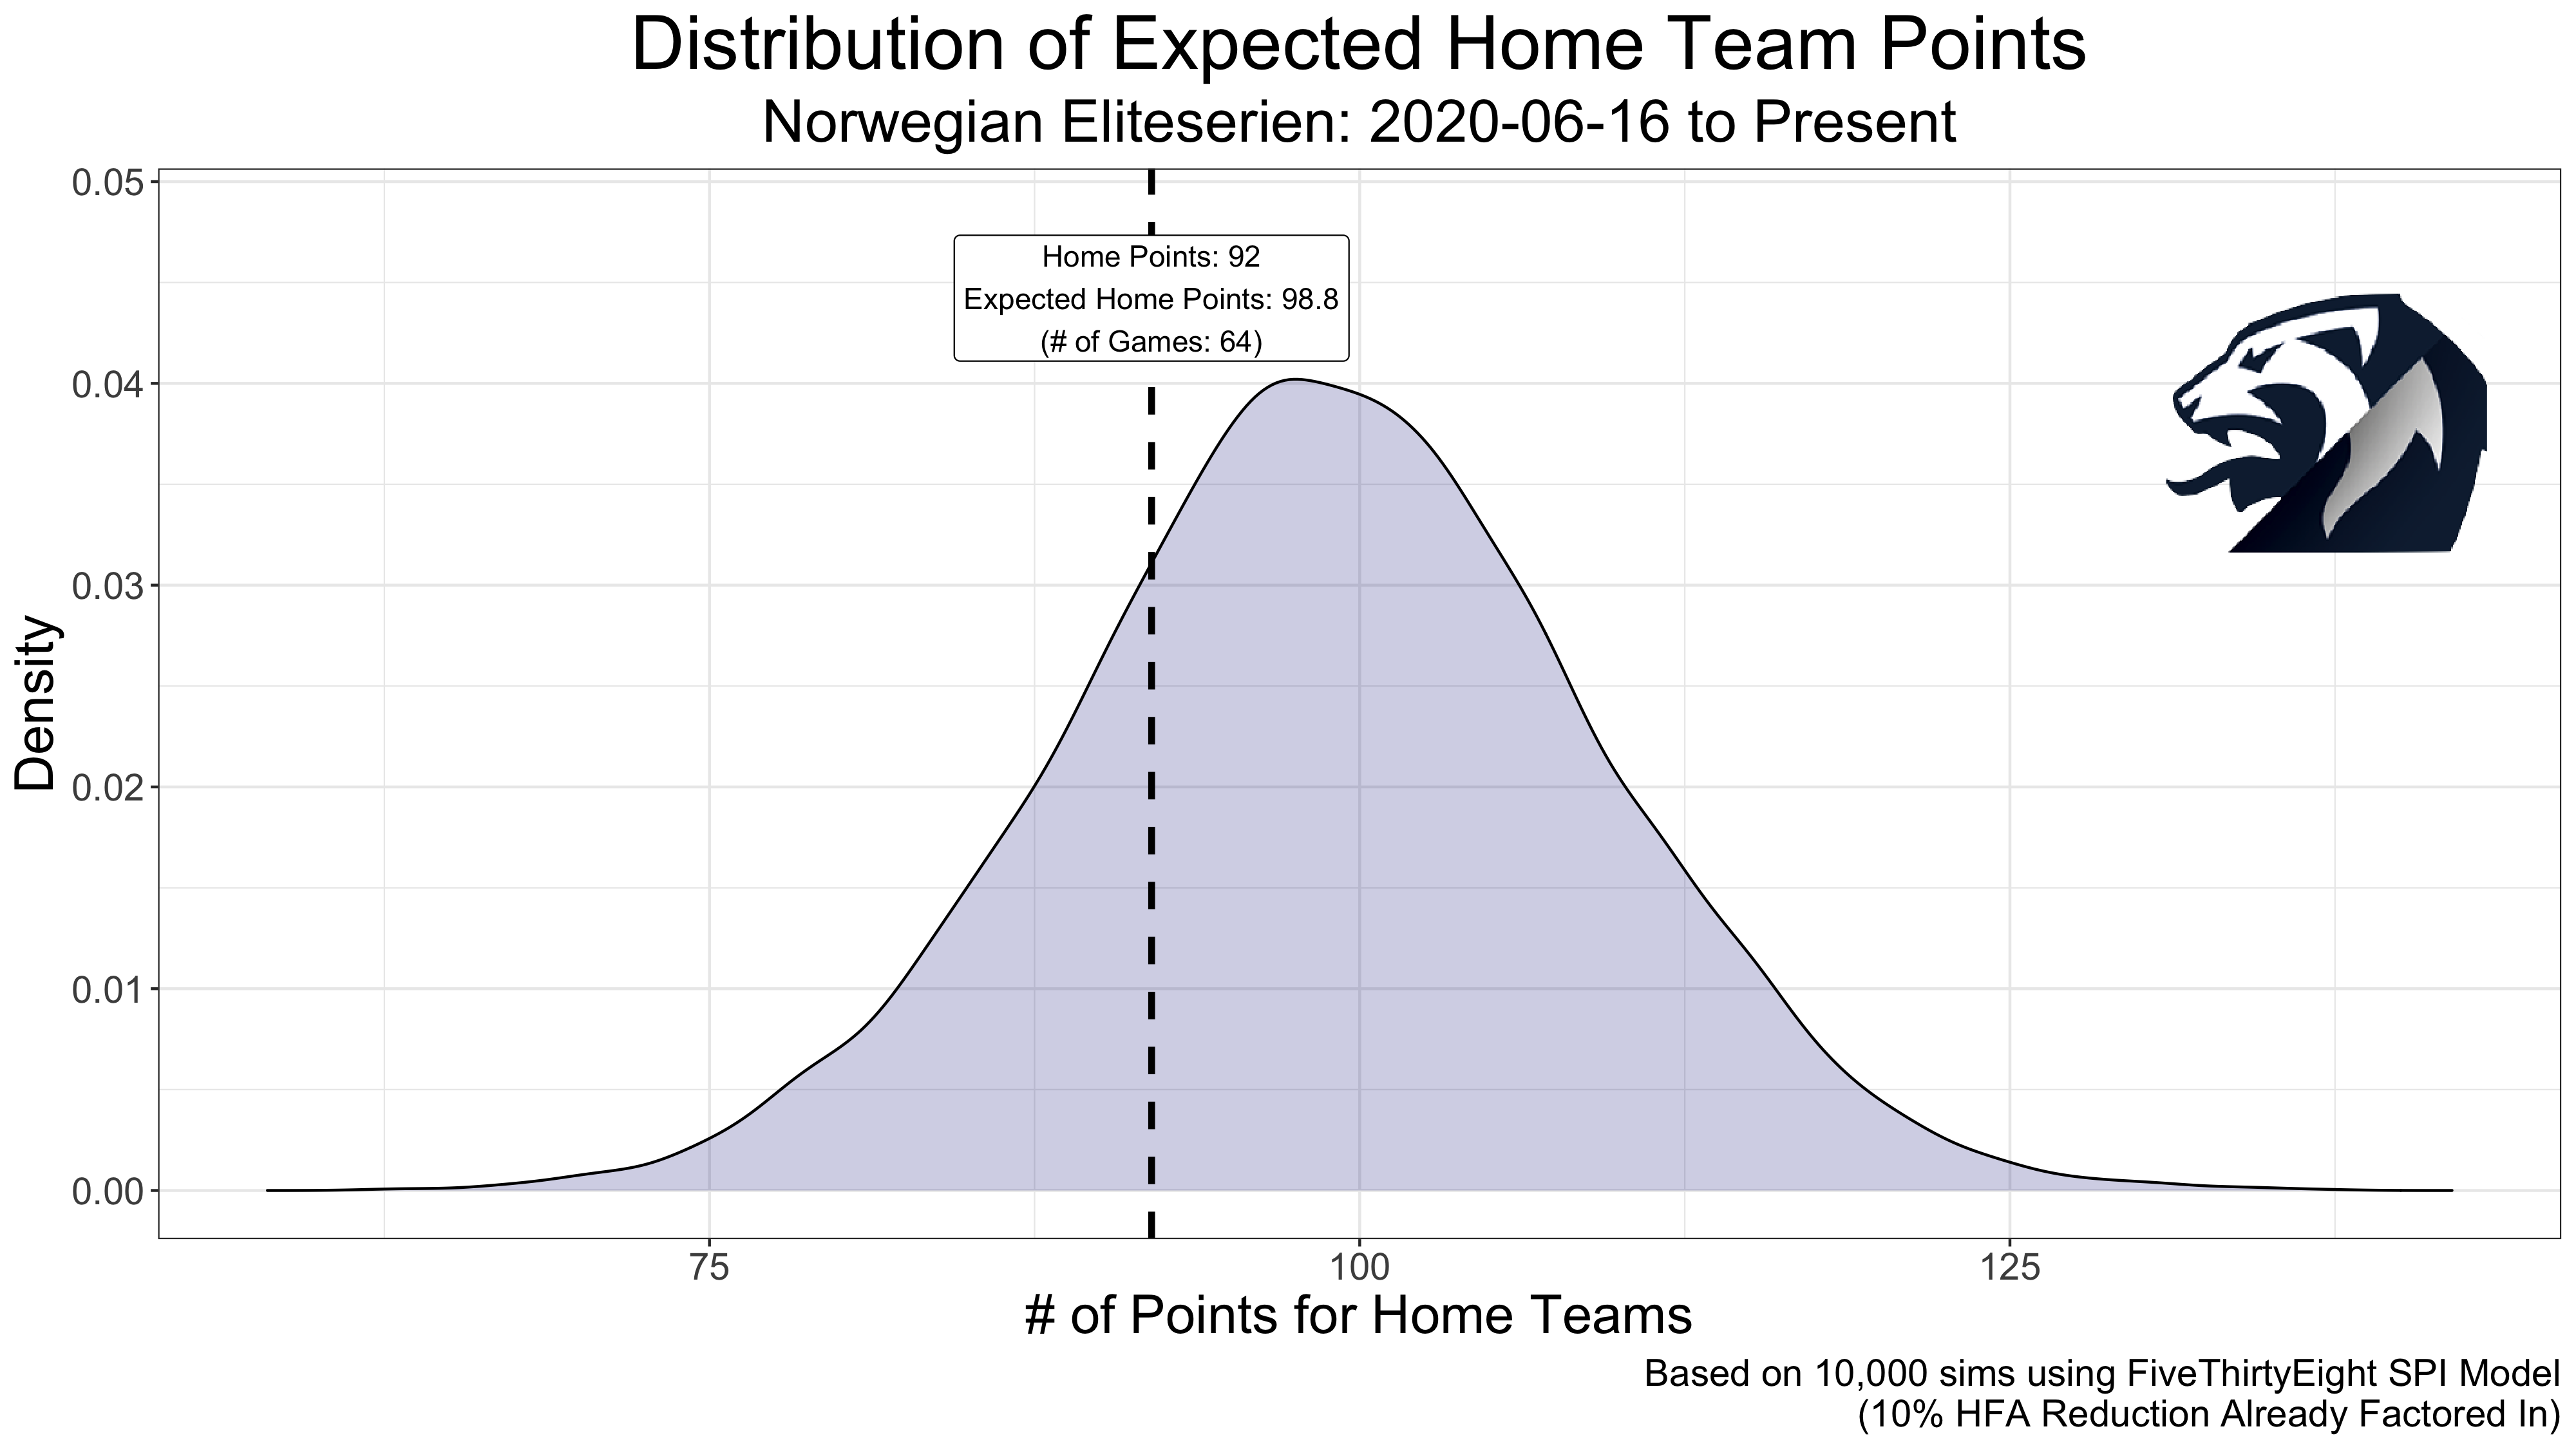 Distribution of Expected Home Team Points
Norwegian Eliteserien: 2020-06-16 to Present
0.05
0.04
0.03
0.02
0.01
0.00
Density
Home Points: 92
Expected Home Points: 98.8
(# of Games: 64)
75
100
125
# of Points for Home Teams
Based on 10,000 sims using FiveThirtyEight SPI Model
(10% HFA Reduction Already Factored In)